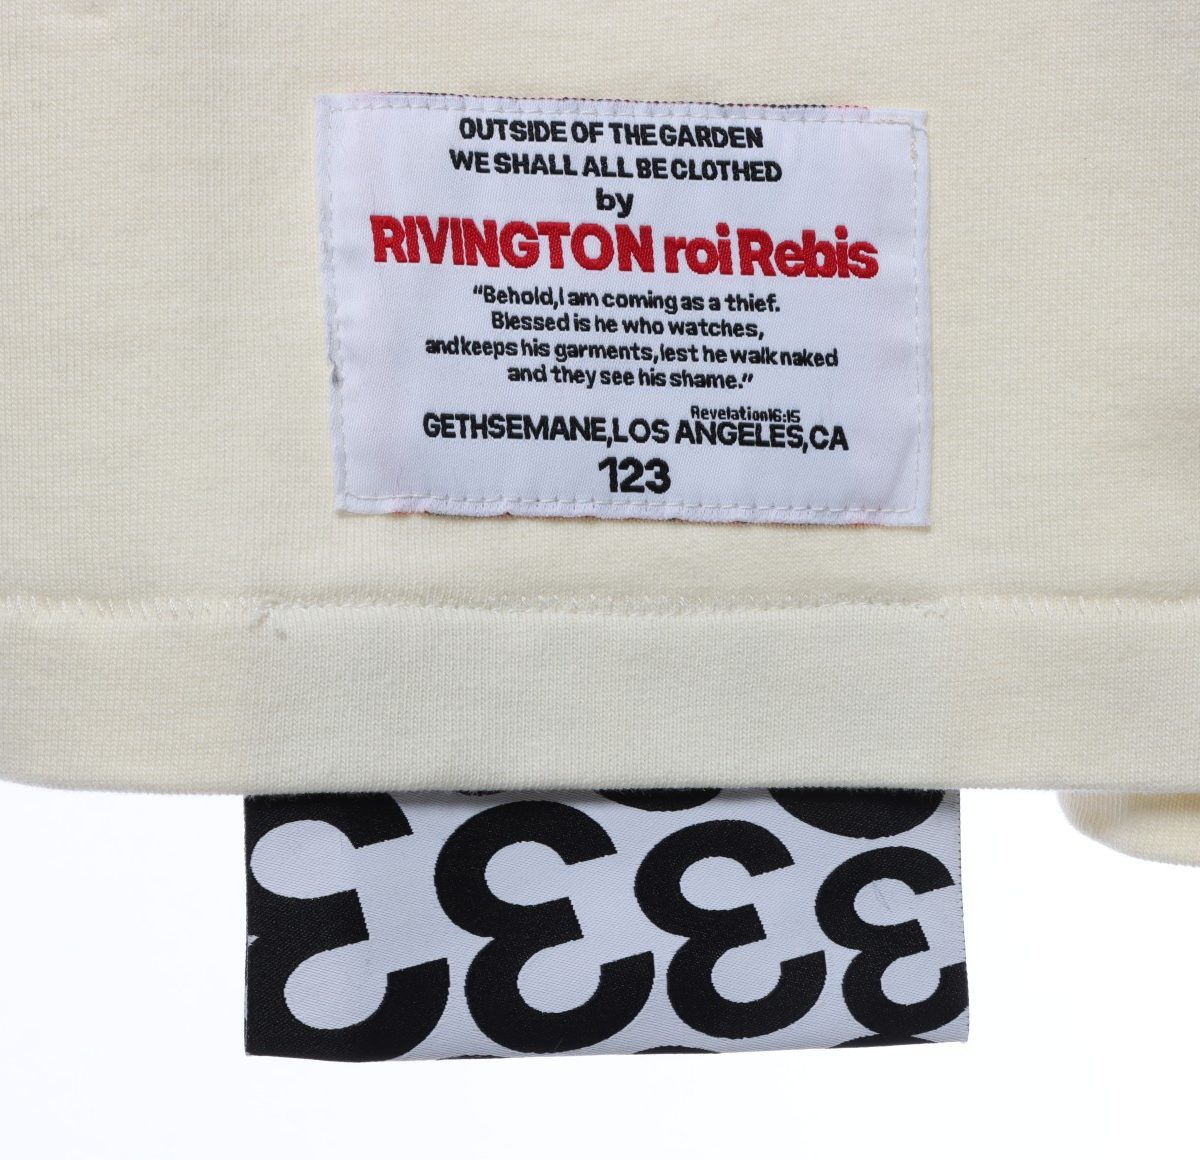 OUTSIDE OF THE GARDEN
WE SHALL ALL BE CLOTHED
by
RIVINGTON roi Rebis
“Behold, I am coming as a thief.
Blessed is he who watches,
and keeps his garments, lest he walk naked
and they see his shame.”
Revelation 16:15
GETHSEMANE, LOS ANGELES, CA
123